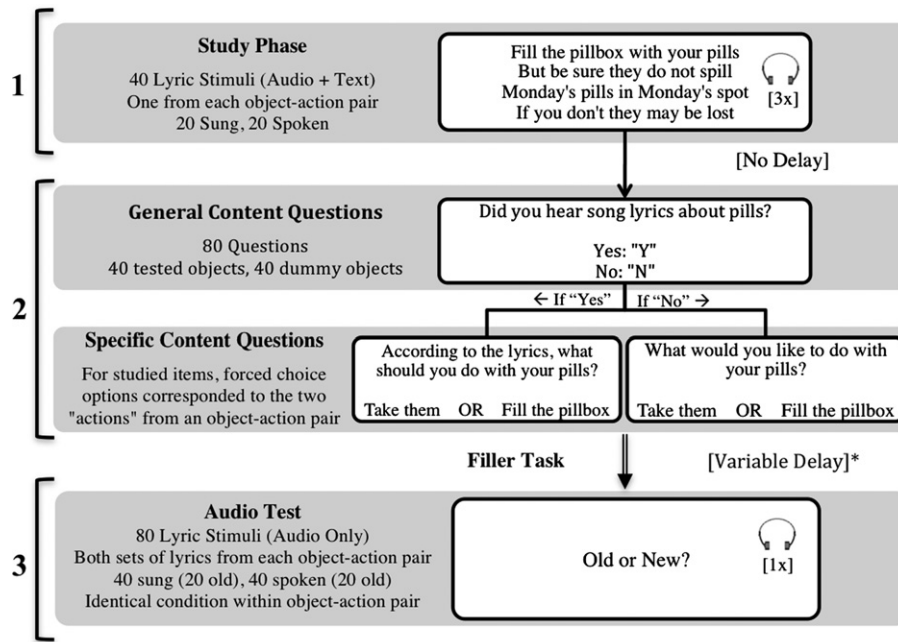 1
Study Phase
40 Lyric Stimuli (Audio + Text)
One from each object-action pair
20 Sung, 20 Spoken
Fill the pillbox with your pills
But be sure they do not spill
Monday's pills in Monday's spot
If you don't they may be lost
[3x]
[No Delay]
2
General Content Questions
80 Questions
40 tested objects, 40 dummy objects
Did you hear song lyrics about pills?
Yes: "Y"
No: "N"
← If “Yes”
If “No” →
Specific Content Questions
For studied items, forced choice
options corresponded to the two
"actions" from an object-action pair
According to the lyrics, what
should you do with your pills?
Take them OR Fill the pillbox
What would you like to do with
your pills?
Take them OR Fill the pillbox
Filler Task
[Variable Delay]*
3
Audio Test
80 Lyric Stimuli (Audio Only)
Both sets of lyrics from each object-action pair
40 sung (20 old), 40 spoken (20 old)
Identical condition within object-action pair
Old or New?
[1x]